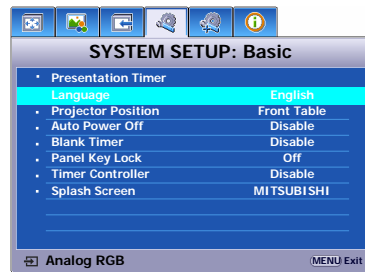 SYSTEM SETUP: Basic
Presentation Timer
Language English
Projector Position Front Table
Auto Power Off Disable
Blank Timer Disable
Panel Key Lock Off
Timer Controller Disable
Splash Screen MITSUBISHI
Analog RGB MENU Exit